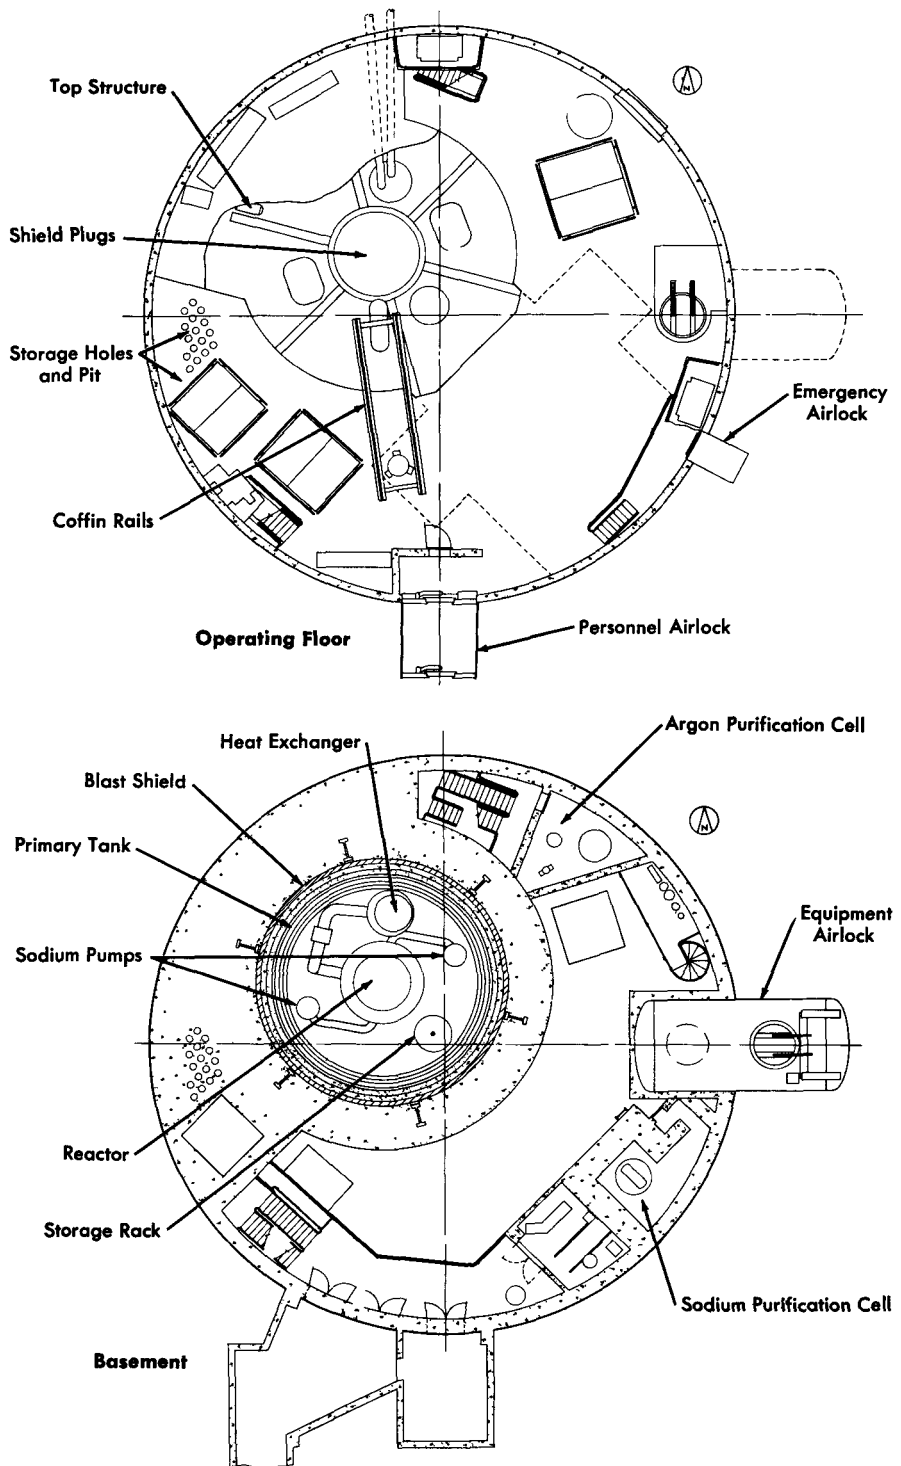 N
Top Structure
Shield Plugs
Storage Holes
and Pit
Emergency
Airlock
Coffin Rails
Operating Floor
Personnel Airlock
Argon Purification Cell
Heat Exchanger
Blast Shield
N
Primary Tank
Equipment
Airlock
Sodium Pumps
Reactor
Storage Rack
Sodium Purification Cell
Basement